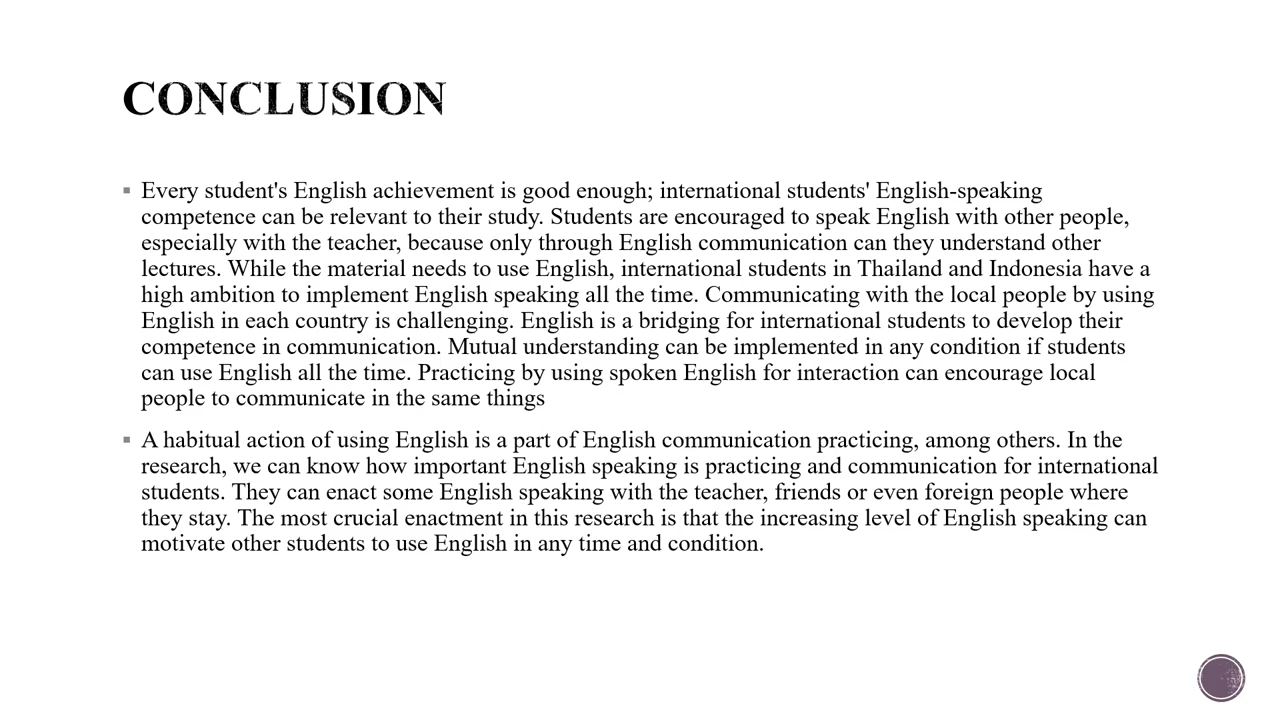 CONCLUSION
▪ Every student's English achievement is good enough; international students' English-speaking
competence can be relevant to their study. Students are encouraged to speak English with other people,
especially with the teacher, because only through English communication can they understand other
lectures. While the material needs to use English, international students in Thailand and Indonesia have a
high ambition to implement English speaking all the time. Communicating with the local people by using
English in each country is challenging. English is a bridging for international students to develop their
competence in communication. Mutual understanding can be implemented in any condition if students
can use English all the time. Practicing by using spoken English for interaction can encourage local
people to communicate in the same things
▪ A habitual action of using English is a part of English communication practicing, among others. In the
research, we can know how important English speaking is practicing and communication for international
students. They can enact some English speaking with the teacher, friends or even foreign people where
they stay. The most crucial enactment in this research is that the increasing level of English speaking can
motivate other students to use English in any time and condition.